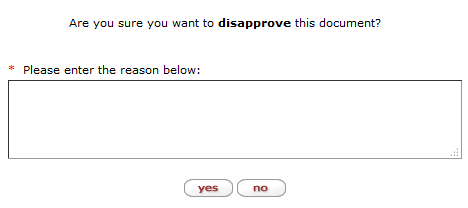 Are you sure you want to disapprove this document?
* Please enter the reason below:
yes no